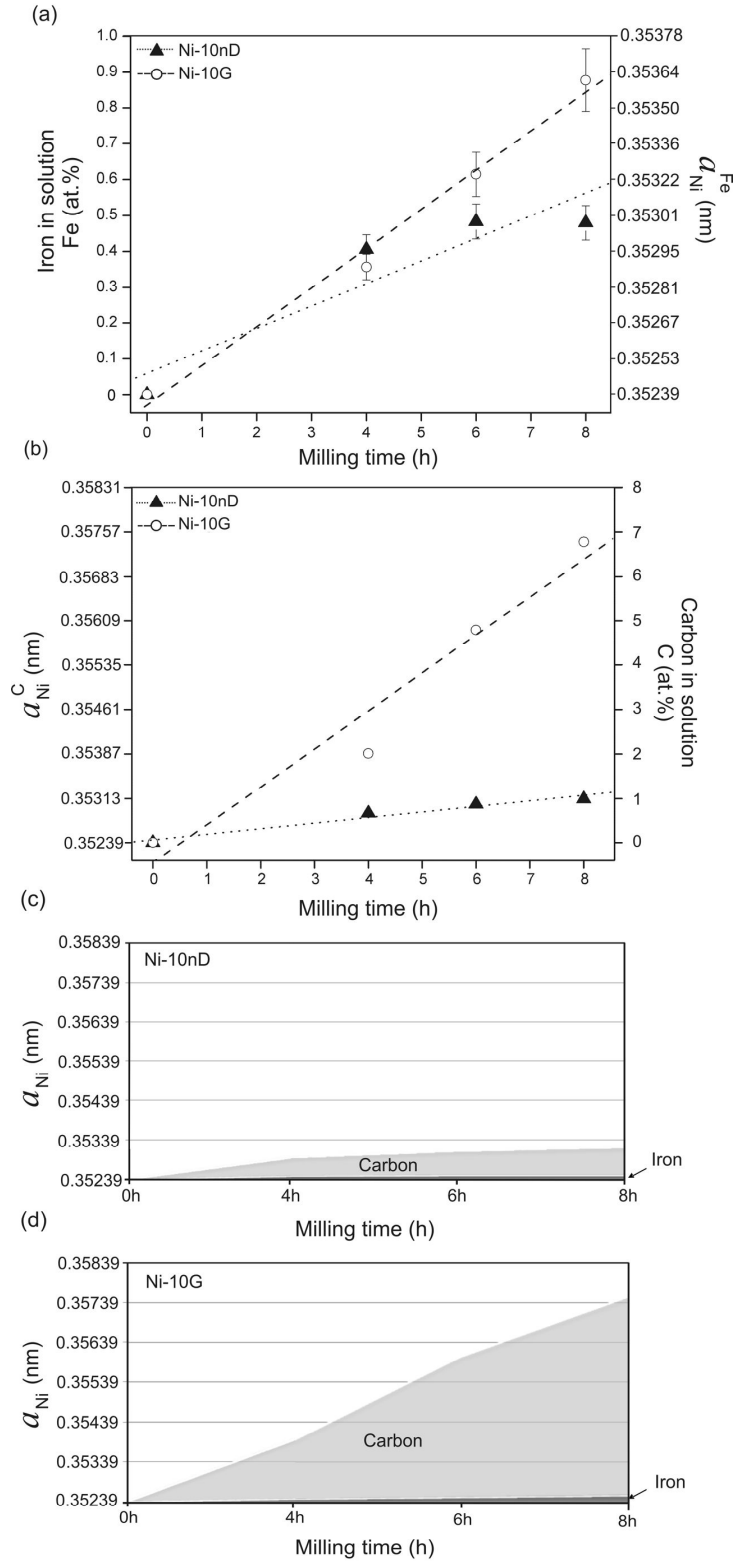 (a)
Ni-10nD
Ni-10G
1.0
0.9
0.8
0.7
0.6
0.5
0.4
0.3
0.2
0.1
0
Iron in solution
Fe (at.%)
0.35378
0.35364
0.35350
0.35336
0.35322
0.35301
0.35295
0.35281
0.35267
0.35253
0.35239
a Fe Ni (nm)
0 1 2 3 4 5 6 7 8
Milling time (h)
(b)
Ni-10nD
Ni-10G
0.35831
0.35757
0.35683
0.35609
0.35535
0.35461
0.35387
0.35313
0.35239
a C Ni (nm)
8
7
6
5
4
3
2
1
0
Carbon in solution
C (at.%)
0 1 2 3 4 5 6 7 8
Milling time (h)
(c)
Ni-10nD
0.35839
0.35739
0.35639
0.35539
0.35439
0.35339
0.35239
a Ni (nm)
Carbon
Iron
0h 4h 6h 8h
Milling time (h)
(d)
Ni-10G
0.35839
0.35739
0.35639
0.35539
0.35439
0.35339
0.35239
a Ni (nm)
Carbon
Iron
0h 4h 6h 8h
Milling time (h)